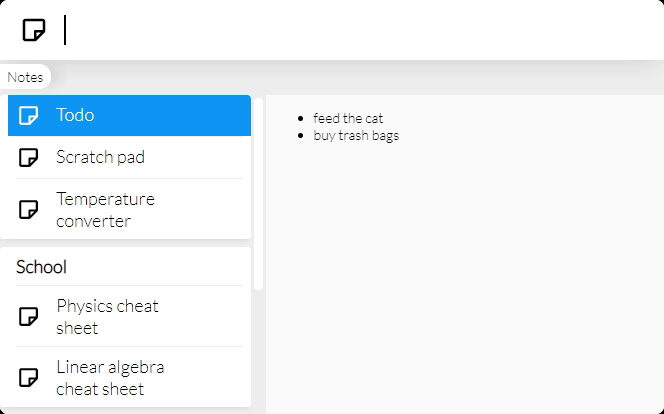 Notes
Todo
Scratch pad
Temperature
converter
School
Physics cheat
sheet
Linear algebra
cheat sheet
feed the cat
buy trash bags